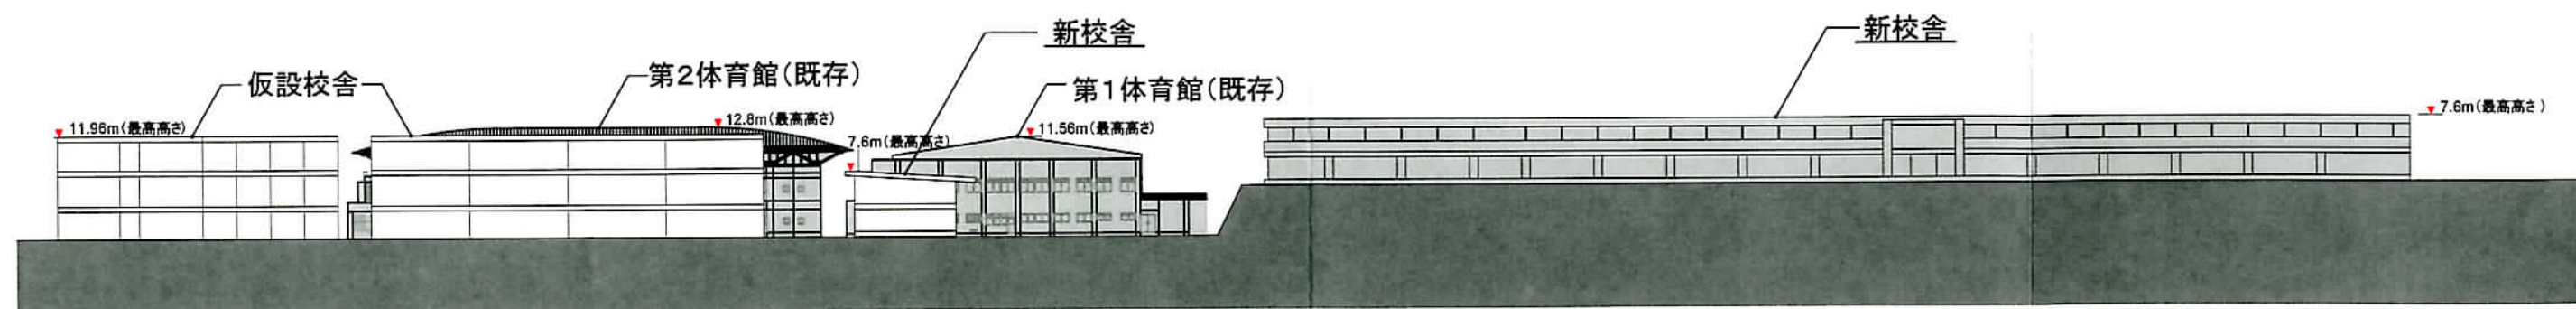 新校舎
新校舎
仮設校舎
第2体育館(既存)
第1体育館(既存)
11.96m(最高高さ)
12.8m(最高高さ)
7.6m(最高高さ)
11.56m(最高高さ)
7.6m(最高高さ)